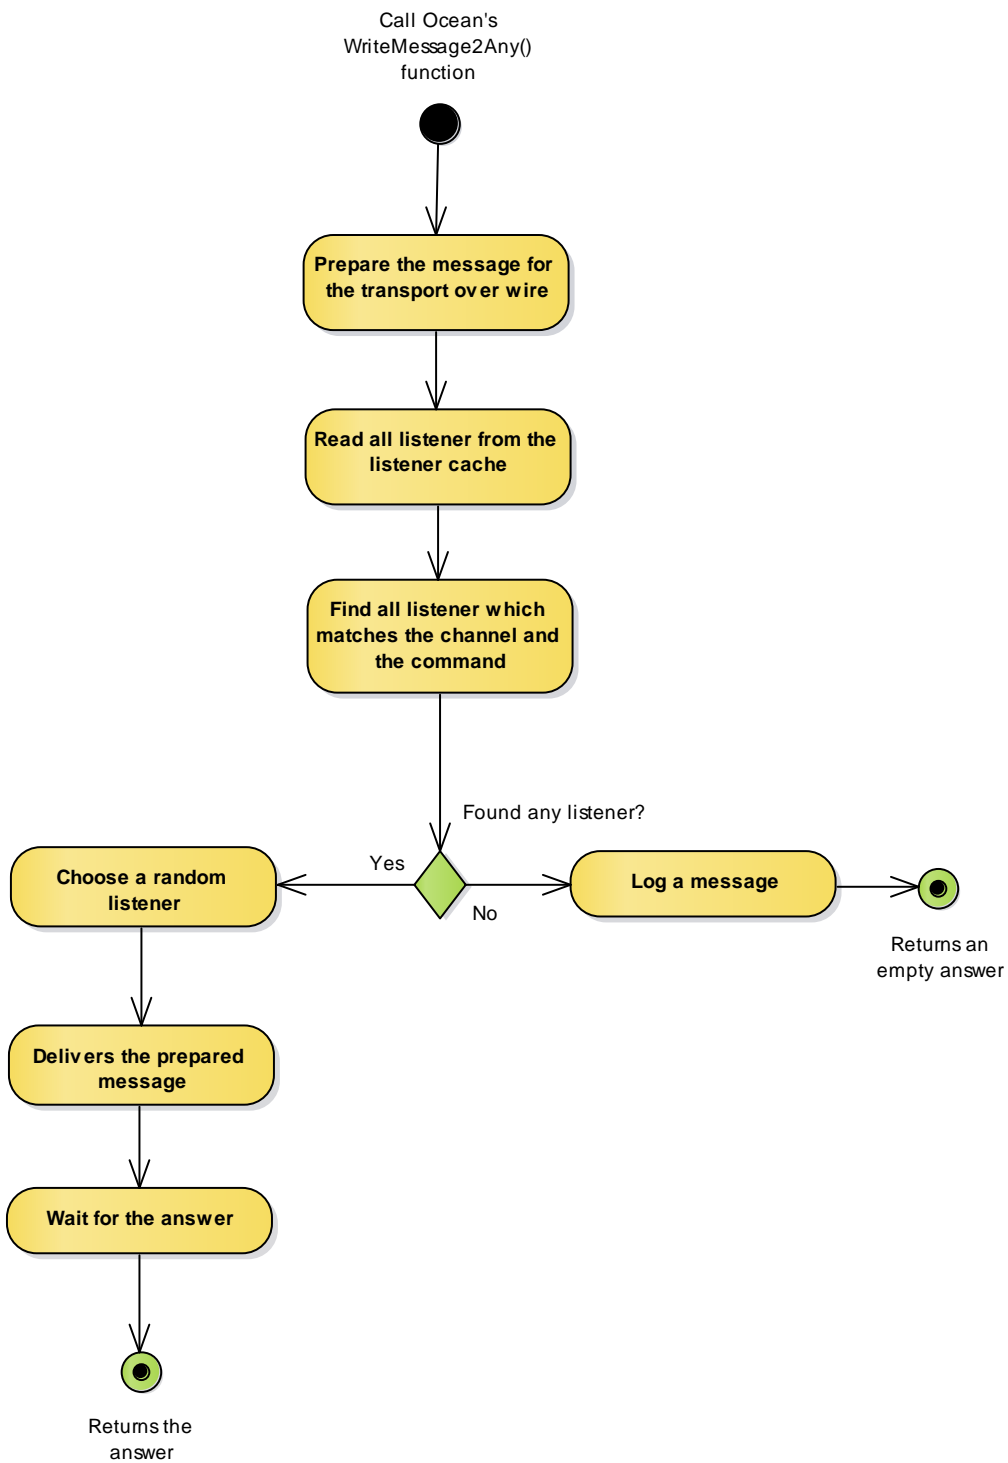 Call Ocean's
WriteMessage2Any()
function
Prepare the message for
the transport over wire
Read all listener from the
listener cache
Find all listener which
matches the channel and
the command
Found any listener?
Yes
No
Choose a random
listener
Log a message
Returns an
empty answer
Delivers the prepared
message
Wait for the answer
Returns the
answer